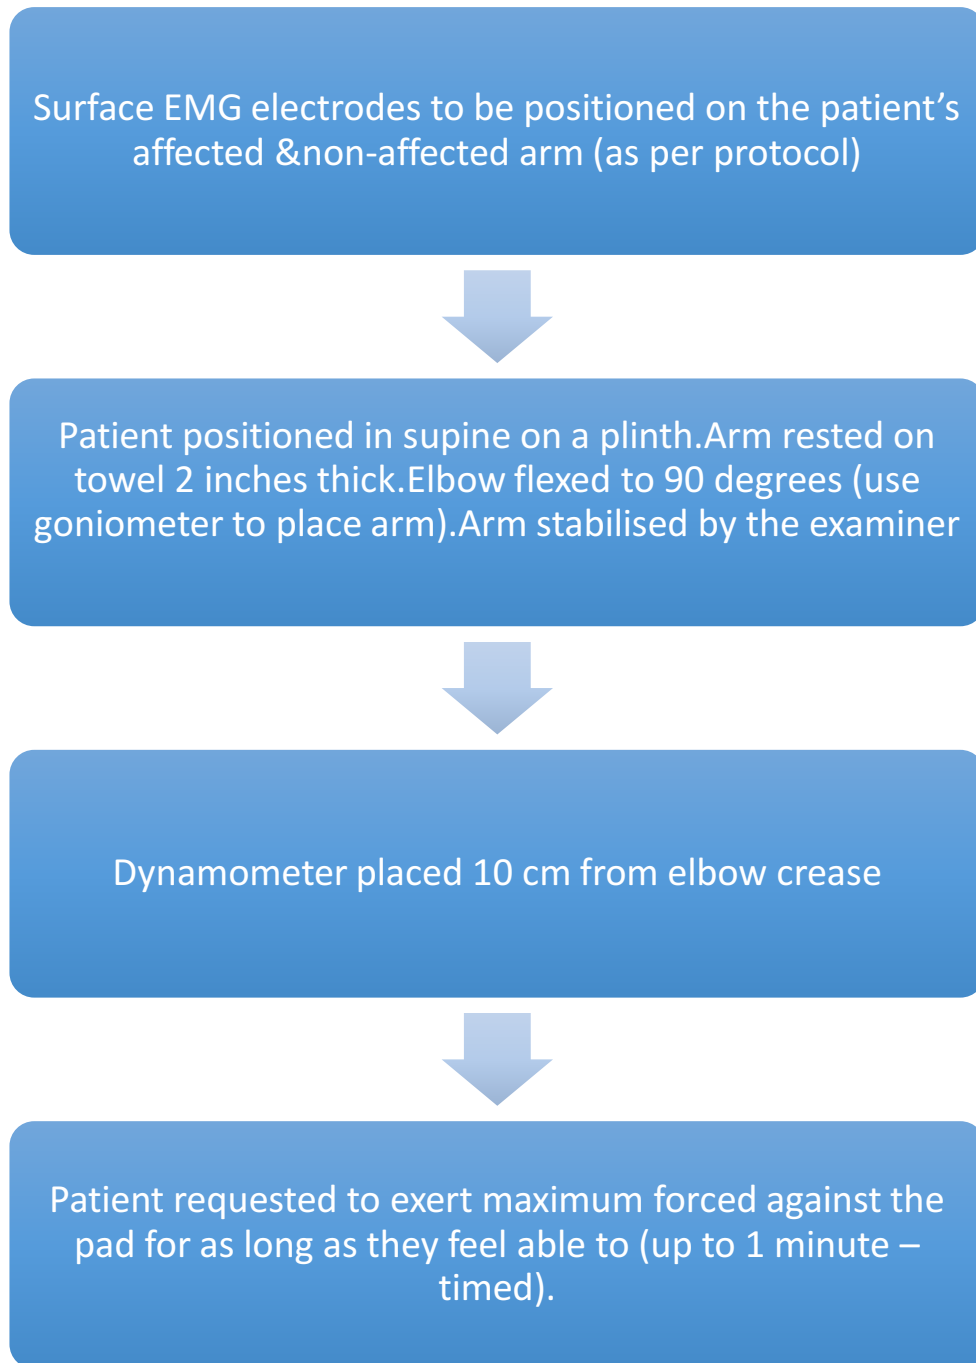 Surface EMG electrodes to be positioned on the patient’s
affected &non-affected arm (as per protocol)
Patient positioned in supine on a plinth.Arm rested on
towel 2 inches thick.Elbow flexed to 90 degrees (use
goniometer to place arm).Arm stabilised by the examiner
Dynamometer placed 10 cm from elbow crease
Patient requested to exert maximum forced against the
pad for as long as they feel able to (up to 1 minute –
timed).